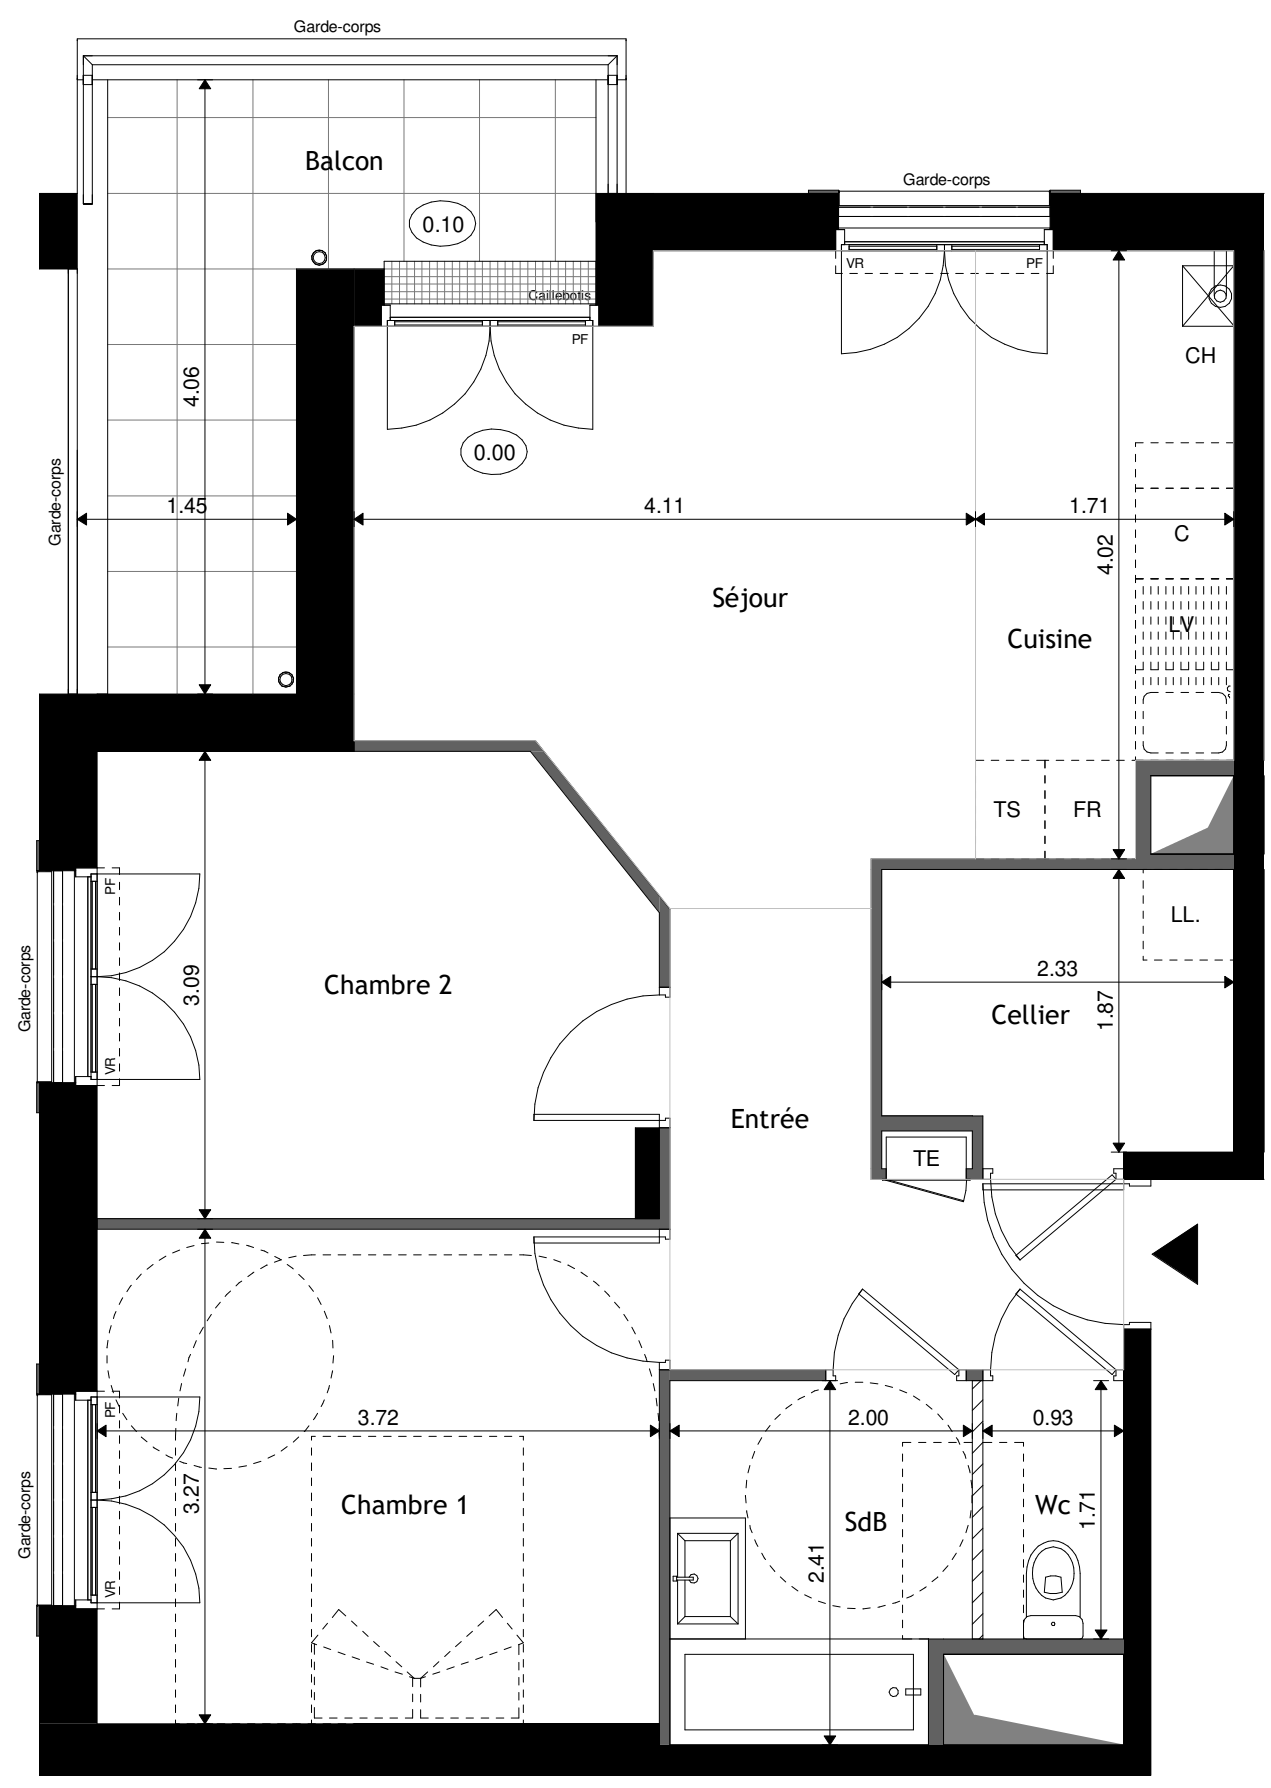 Garde-corps
Balcon
Garde-corps
0.10
Caillebotis
VR
PF
PF
CH
4.06
0.00
Garde-corps
1.45
4.11
1.71
C
4.02
Séjour
LV
Cuisine
TS
FR
PF
LL.
Garde-corps
3.09
Chambre 2
2.33
Cellier
1.87
VR
Entrée
TE
PF
3.72
2.00
0.93
Garde-corps
3.27
Chambre 1
SdB
Wc
1.71
2.41
VR